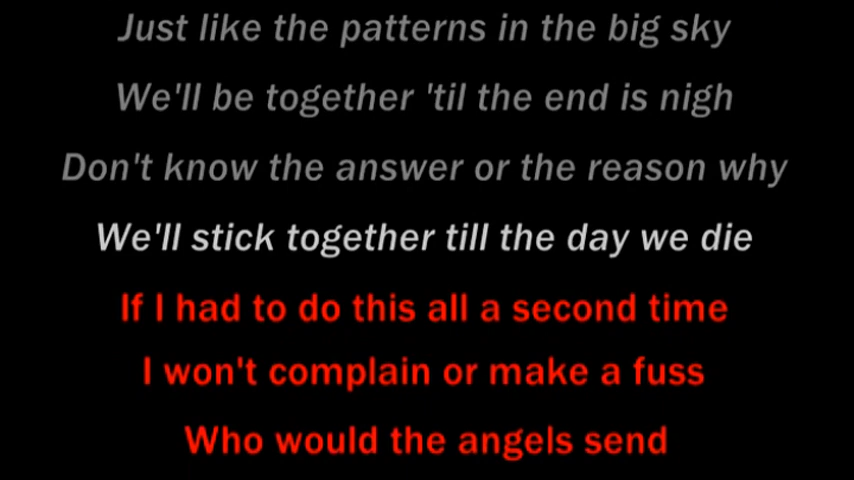 Just like the patterns in the big sky
We'll be together 'til the end is nigh
Don't know the answer or the reason why
We'll stick together till the day we die
If I had to do this all a second time
I won't complain or make a fuss
Who would the angels send